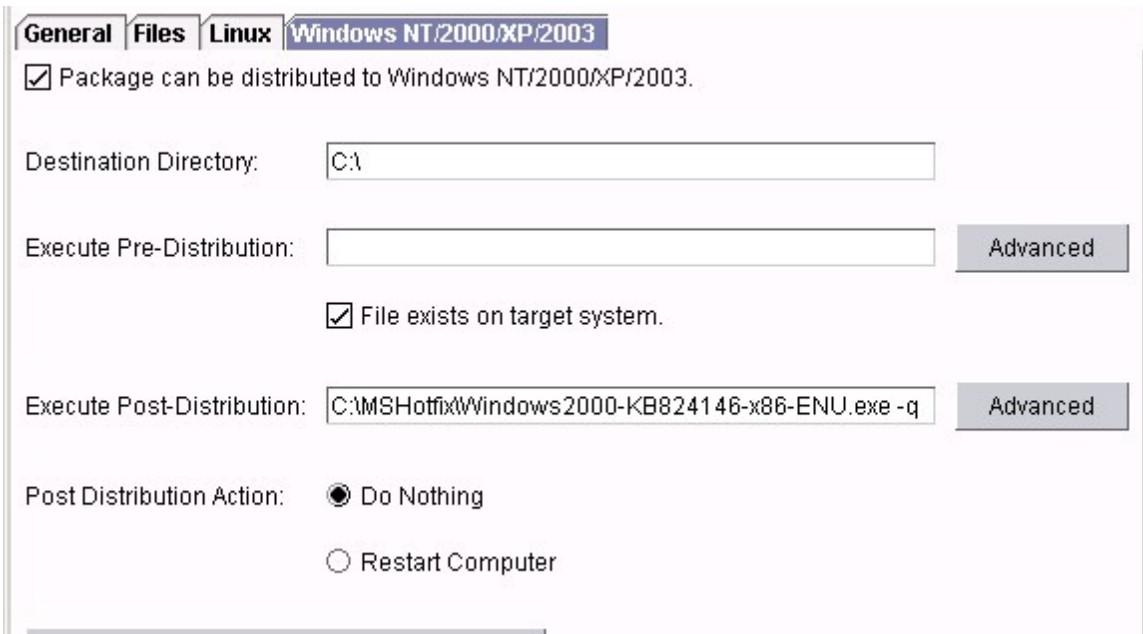 General Files Linux Windows NT/2000/XP/2003
Package can be distributed to Windows NT/2000/XP/2003.
Destination Directory: C:\
Execute Pre-Distribution: Advanced
File exists on target system.
Execute Post-Distribution: C:\MSHotfix\Windows2000-KB824146-x86-ENU.exe -q Advanced
Post Distribution Action: Do Nothing
Restart Computer